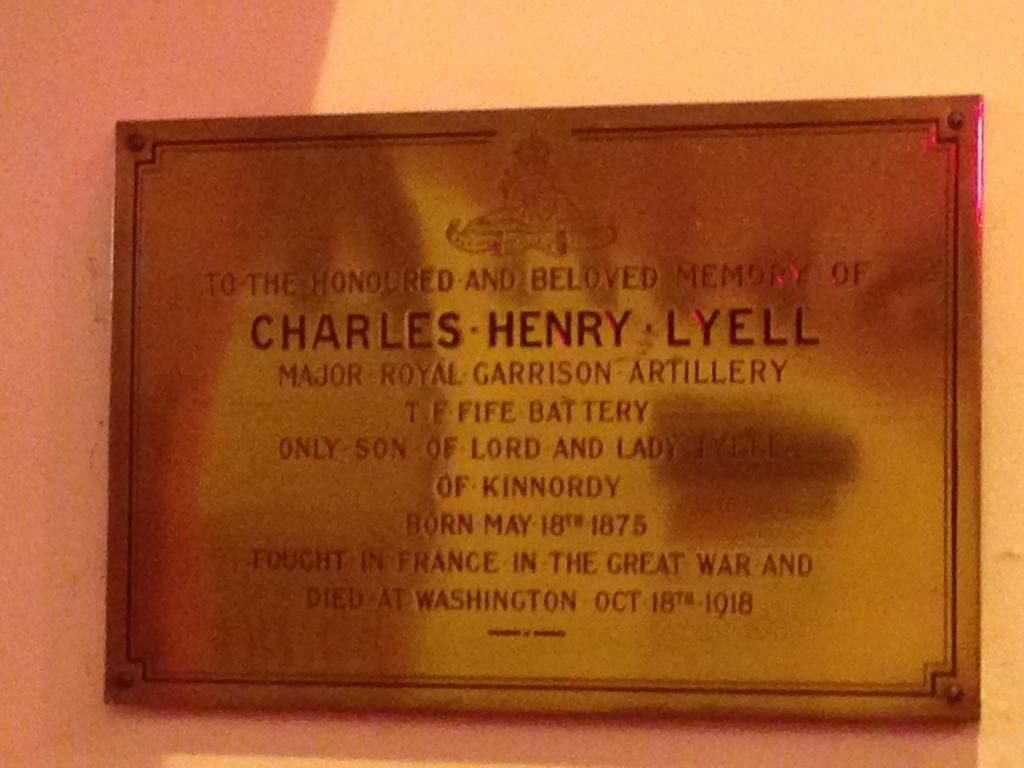 TO·THE·HONOURED·AND·BELOVED MEMORY OF
CHARLES·HENRY·LYELL
MAJOR·ROYAL·GARRISON·ARTILLERY
T·F·FIFE·BATTERY
ONLY·SON·OF·LORD·AND·LADY LYELL
OF·KINNORDY
BORN·MAY·18TH·1875
FOUGHT·IN·FRANCE·IN·THE·GREAT WAR·AND
DIED·AT·WASHINGTON OCT·18TH·1918